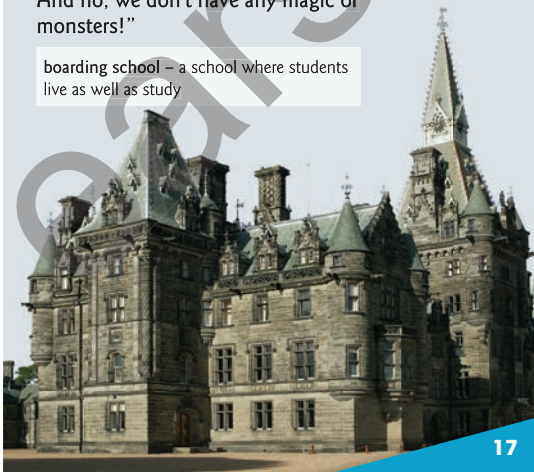 And no, we don't have any magic or
monsters!”
boarding school – a school where students
live as well as study
ears
17